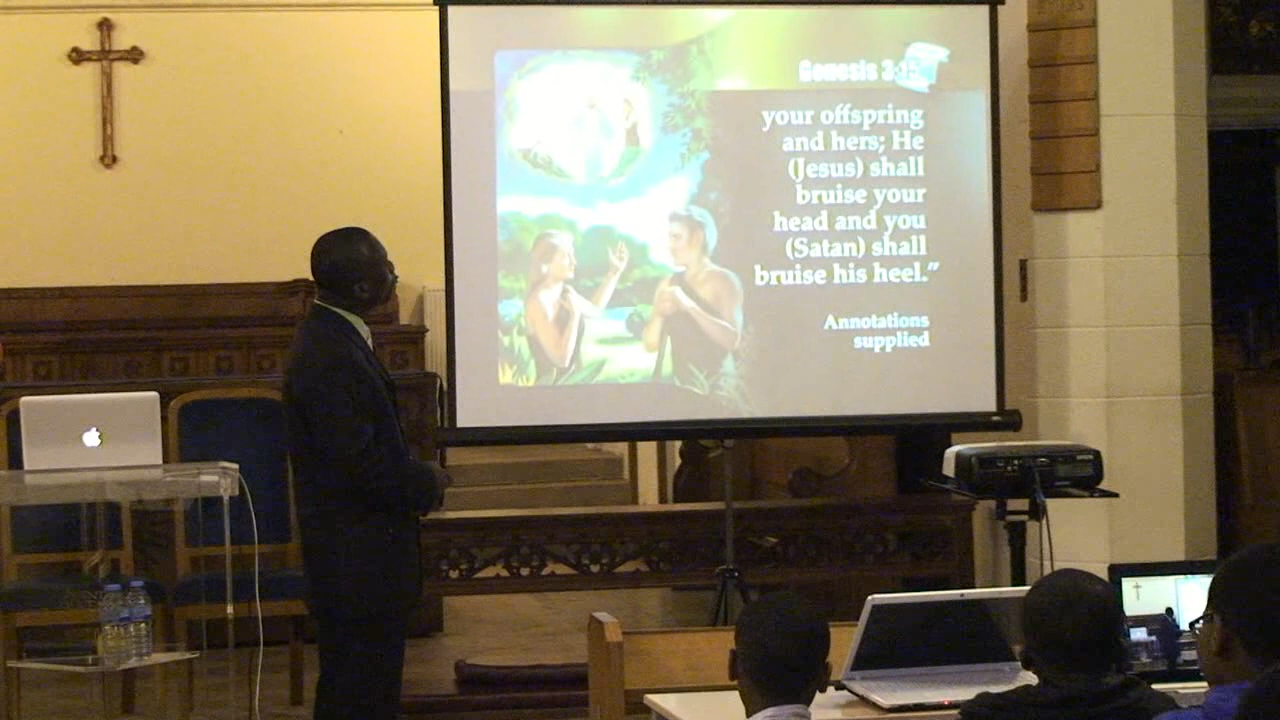 Genesis 3:15
your offspring
and hers; He
(Jesus) shall
bruise your
head and you
(Satan) shall
bruise his heel.”
Annotations
supplied
EPSON